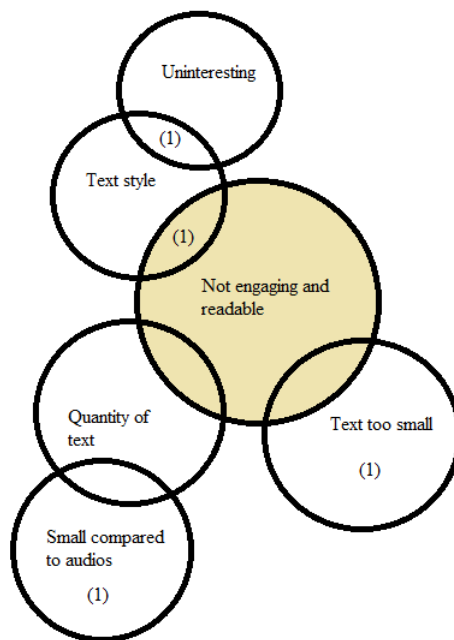 Uninteresting
(1)
Text style
(1)
Not engaging and
readable
Quantity of
text
Text too small
(1)
Small compared
to audios
(1)